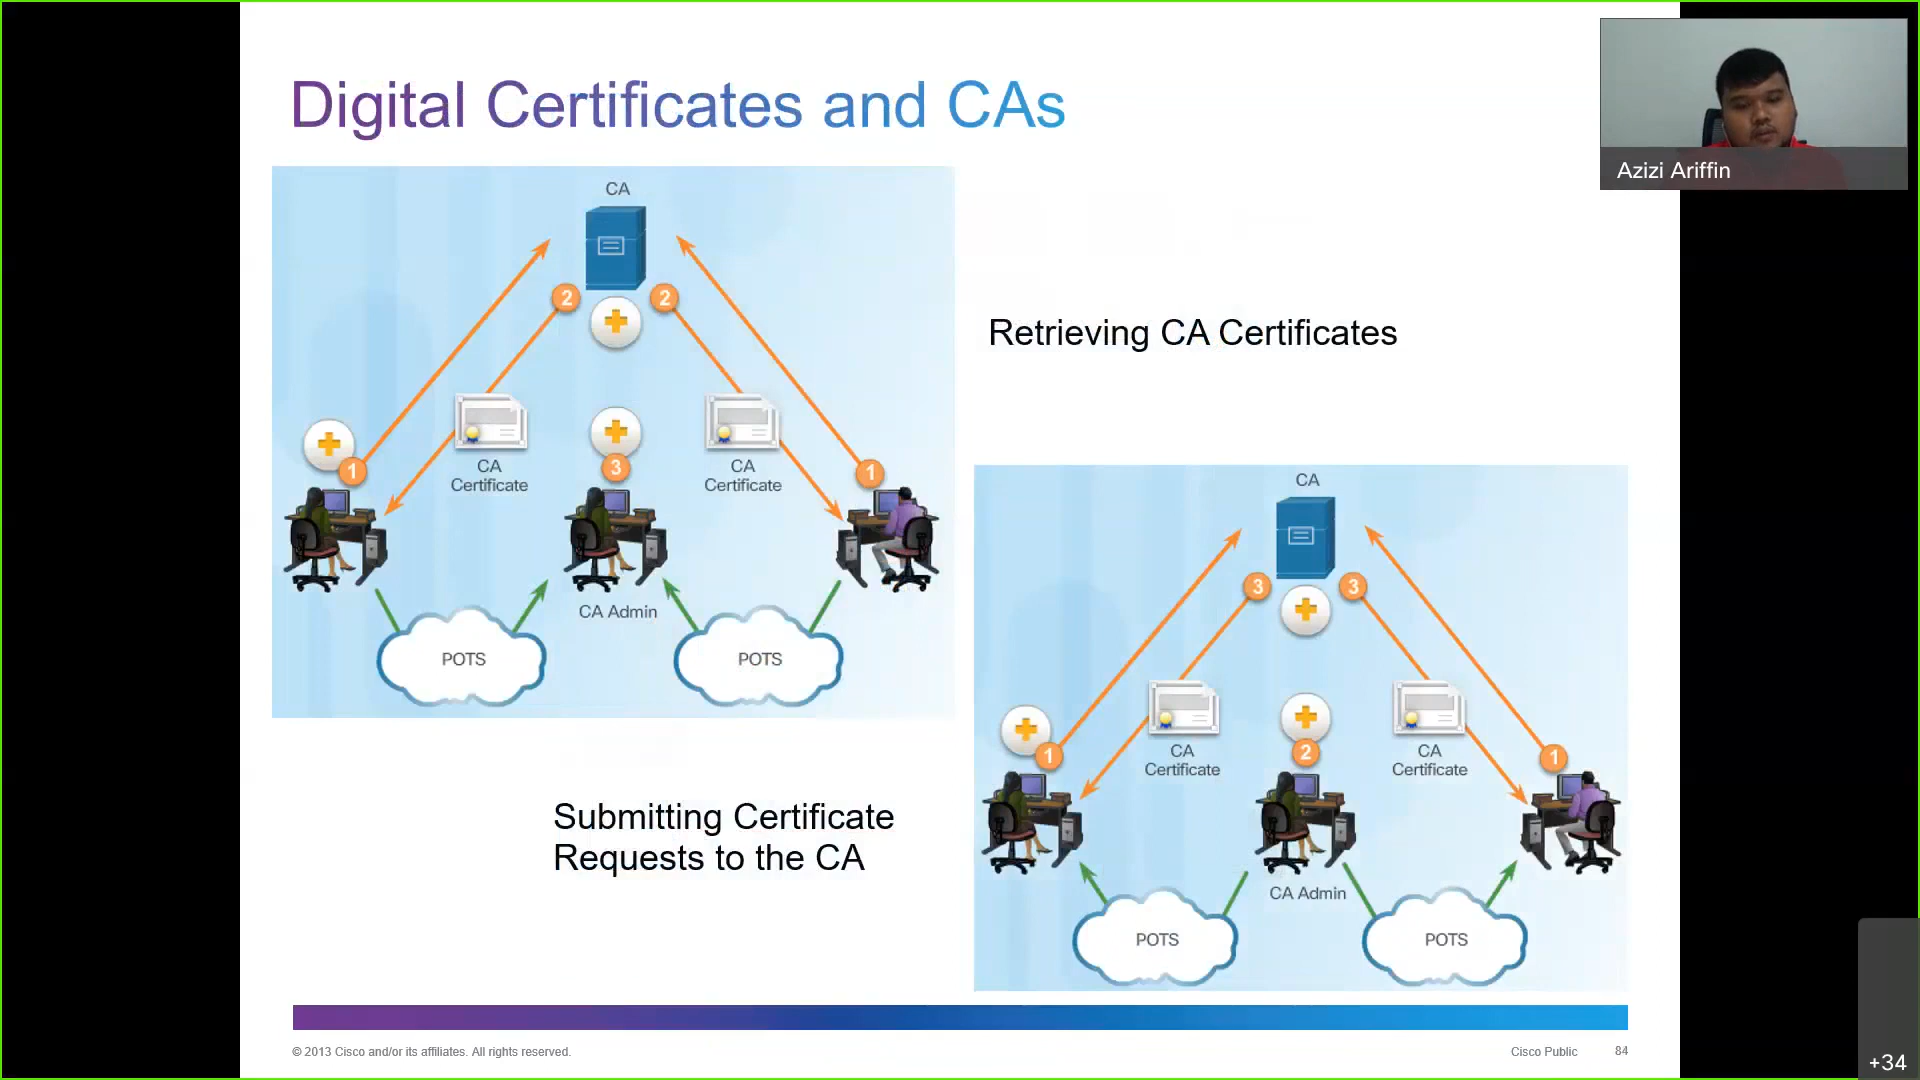 Digital Certificates and CAs
Azizi Ariffin
CA
2
2
Retrieving CA Certificates
1
CA
Certificate
3
CA
Certificate
1
CA Admin
POTS
POTS
Submitting Certificate
Requests to the CA
CA
3
3
1
CA
Certificate
2
CA
Certificate
1
CA Admin
POTS
POTS
© 2013 Cisco and/or its affiliates. All rights reserved.
Cisco Public
84
+34